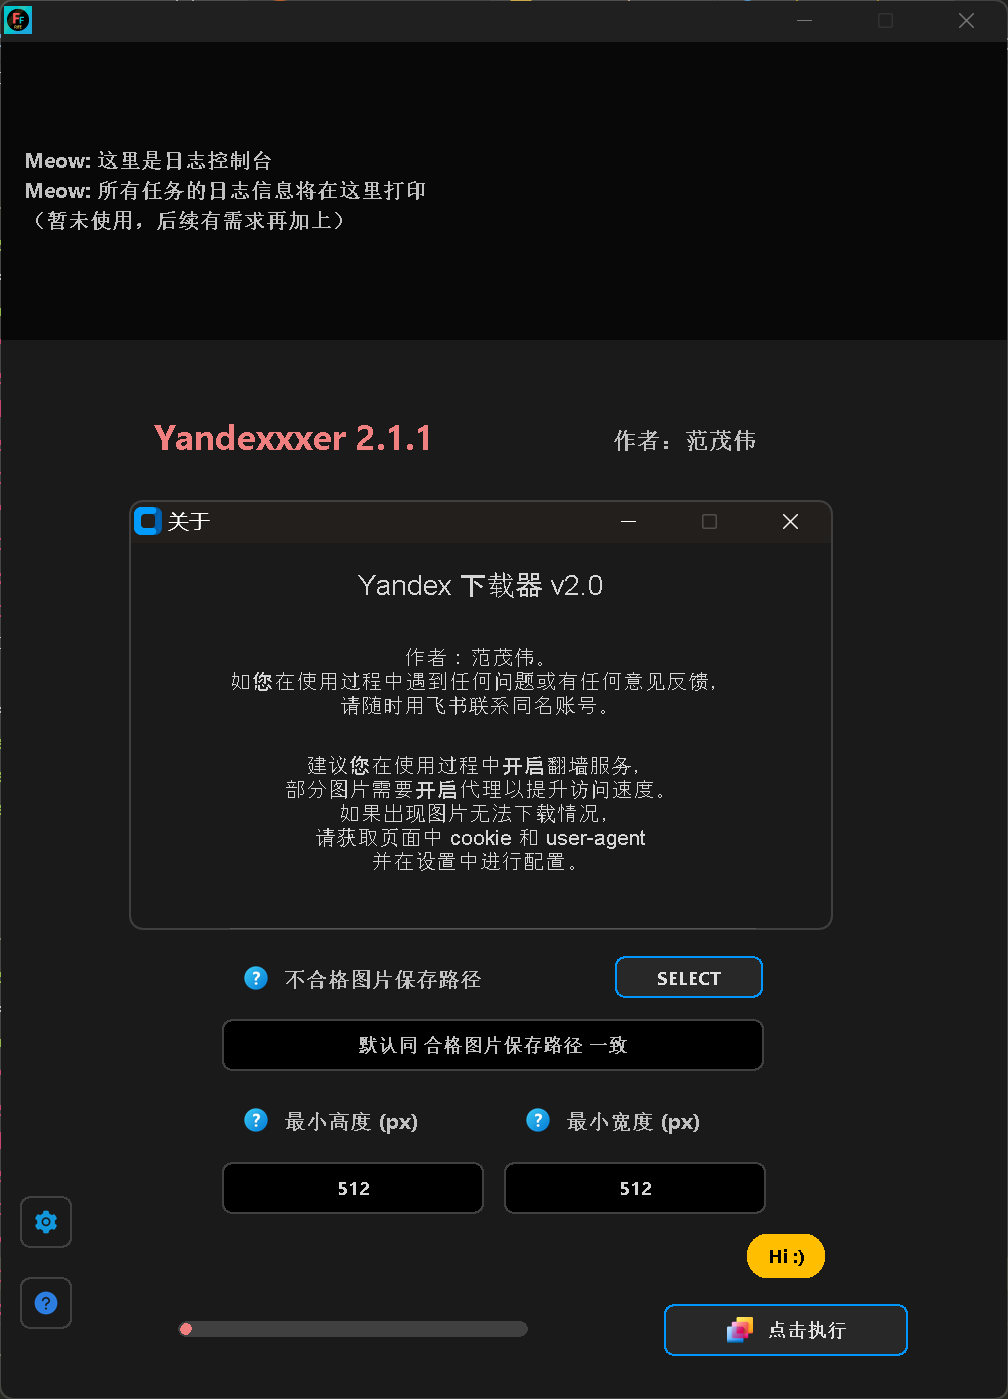 Meow: 这里是日志控制台
Meow: 所有任务的日志信息将在这里打印
（暂未使用，后续有需求再加上）
Yandexxxer 2.1.1
作者：范茂伟
关于
Yandex 下载器 v2.0
作者：范茂伟。
如您在使用过程中遇到任何问题或有任何意见反馈，
请随时用飞书联系同名账号。
建议您在使用过程中开启翻墙服务，
部分图片需要开启代理以提升访问速度。
如果出现图片无法下载情况，
请获取页面中 cookie 和 user-agent
并在设置中进行配置。
不合格图片保存路径
SELECT
默认同 合格图片保存路径 一致
最小高度 (px)
最小宽度 (px)
512
512
Hi :)
点击执行